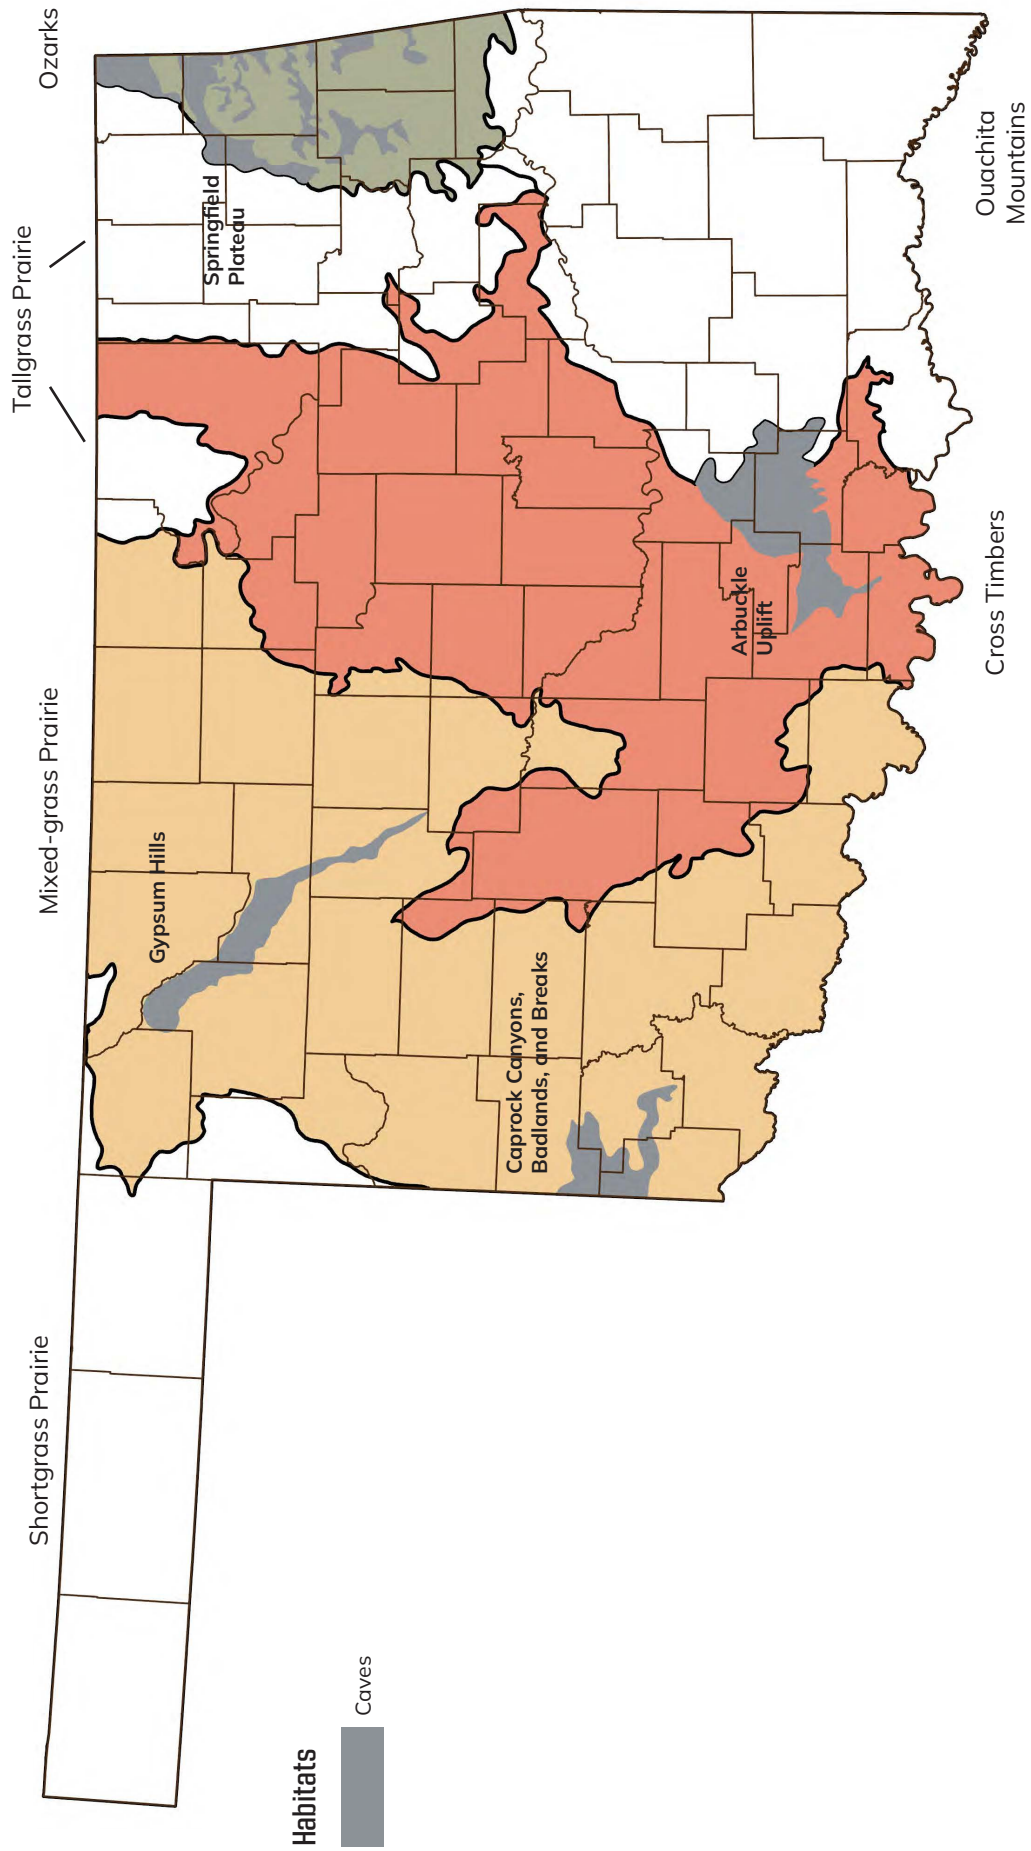 Shortgrass Prairie
Mixed-grass Prairie
Tallgrass Prairie
Ozarks
Gypsum Hills
Springfield
Plateau
Habitats
Caves
Caprock Canyons,
Badlands, and Breaks
Arbuckle
Uplift
Cross Timbers
Ouachita
Mountains